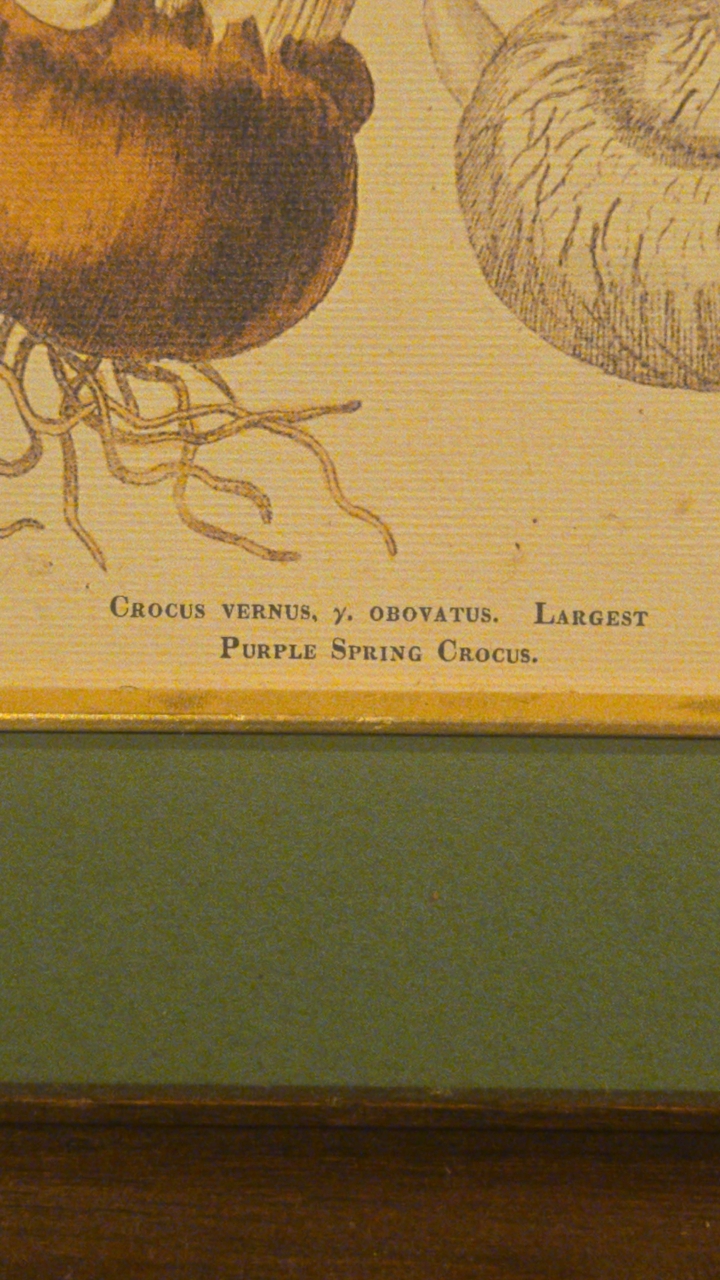 Crocus vernus, γ. obovatus. Largest
Purple Spring Crocus.